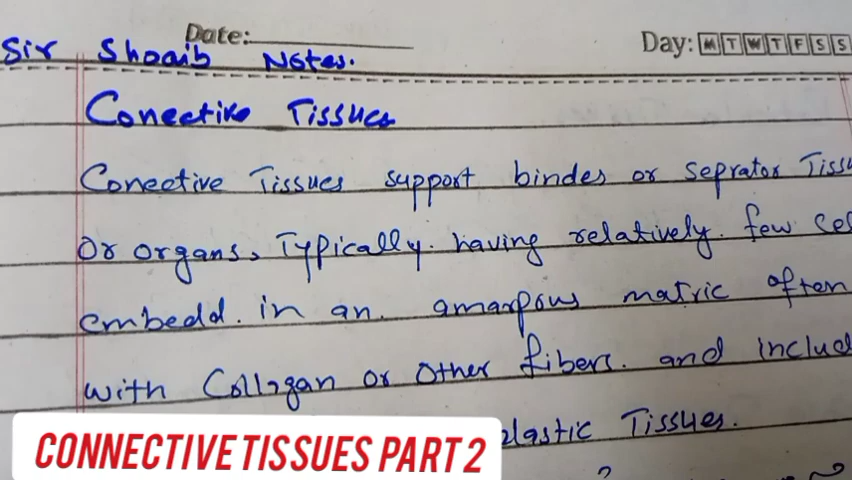 Date:
Day: M T W T F S S
Sir Shoaib Notes.
Conective Tissues
Conective Tissues support bindes or seprator Tissu
Or organs, Typically. having relatively. few Cel
embedd. in an. amarpous matric often
with Collagan or Other fibers. and includ
elastic Tissues.
CONNECTIVE TISSUES PART 2